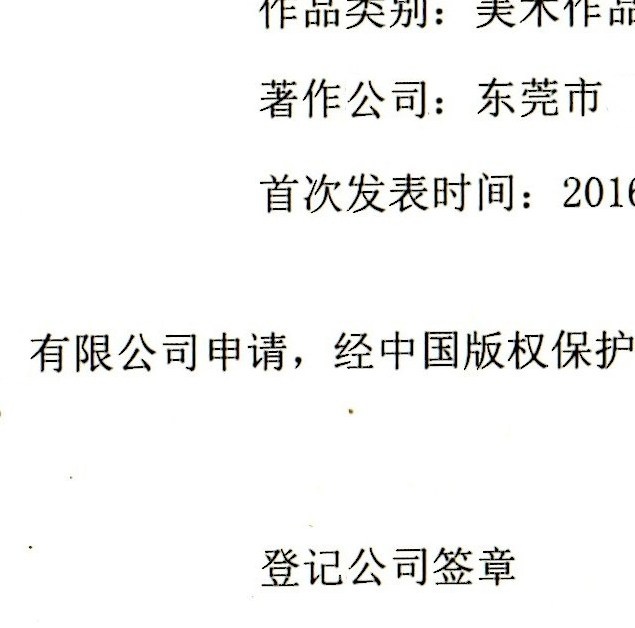 作品类别：美术作品
著作公司：东莞市
首次发表时间：2016
有限公司申请，经中国版权保护
登记公司签章